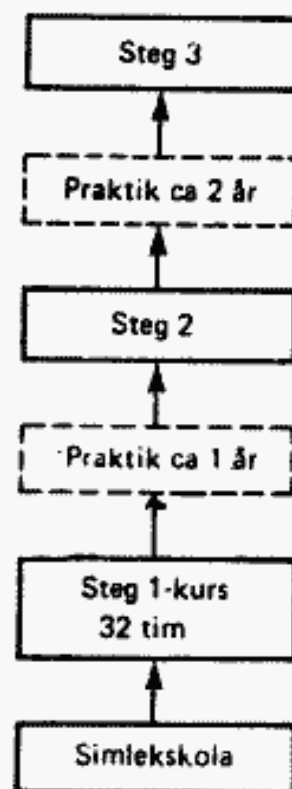 Steg 3
Praktik ca 2 år
Steg 2
Praktik ca 1 år
Steg 1-kurs
32 tim
Simlekskola